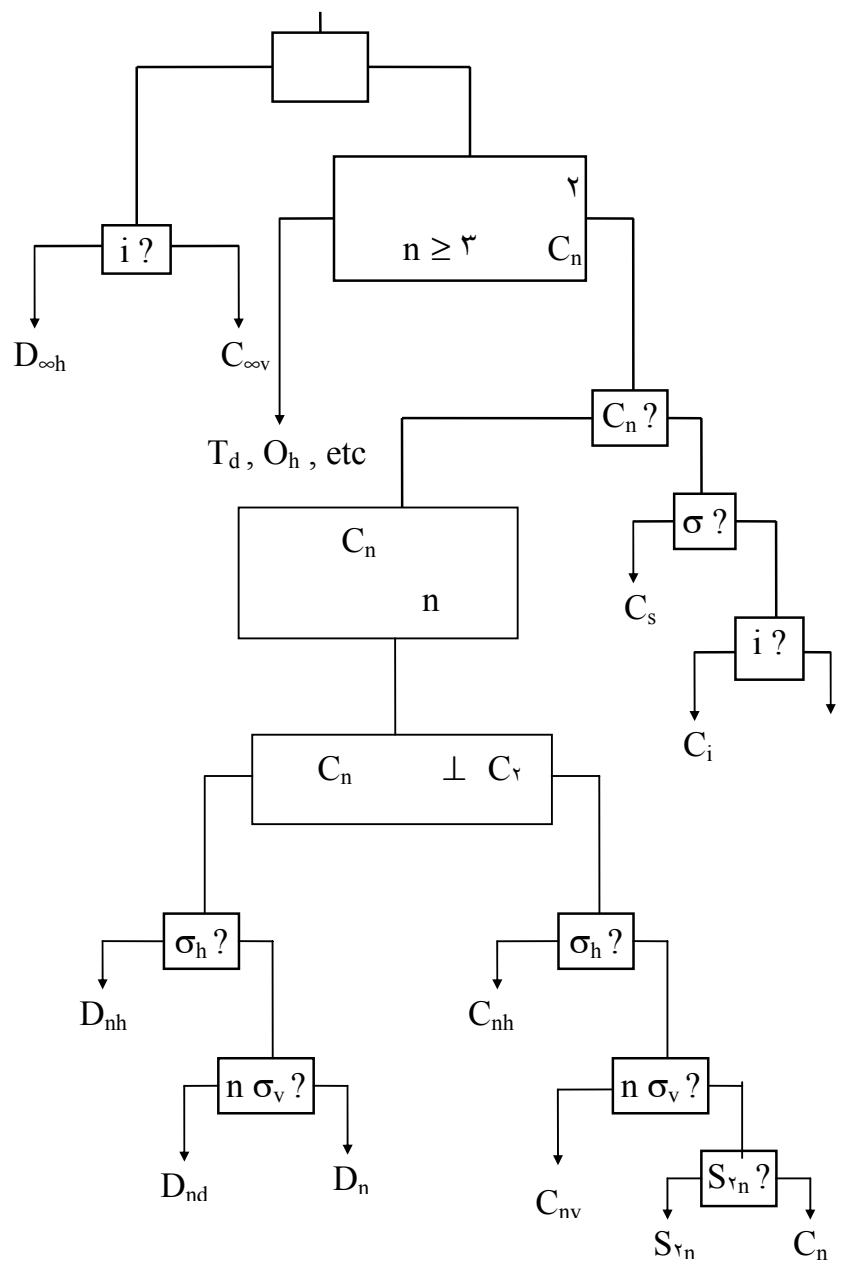 ۲
n ≥ ۳ Cn
i ?
D∞h C∞v
Cn ?
Td , Oh , etc
σ ?
Cn
n
Cs
i ?
Ci
Cn ⊥ C۲
σh ? σh ?
Dnh Cnh
n σv ? n σv ?
Dnd Dn Cnv
S۲n ?
S۲n Cn